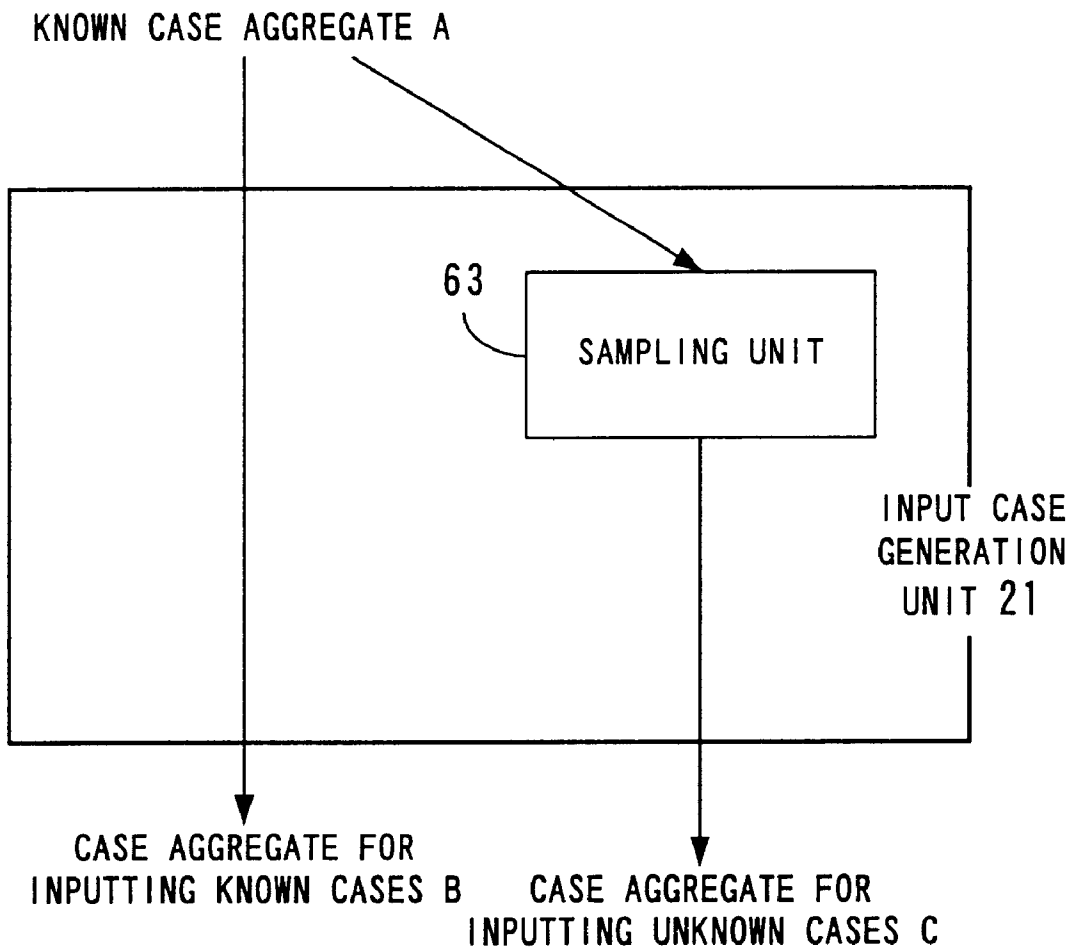 KNOWN CASE AGGREGATE A
63
SAMPLING UNIT
INPUT CASE
GENERATION
UNIT 21
CASE AGGREGATE FOR
INPUTTING KNOWN CASES B
CASE AGGREGATE FOR
INPUTTING UNKNOWN CASES C